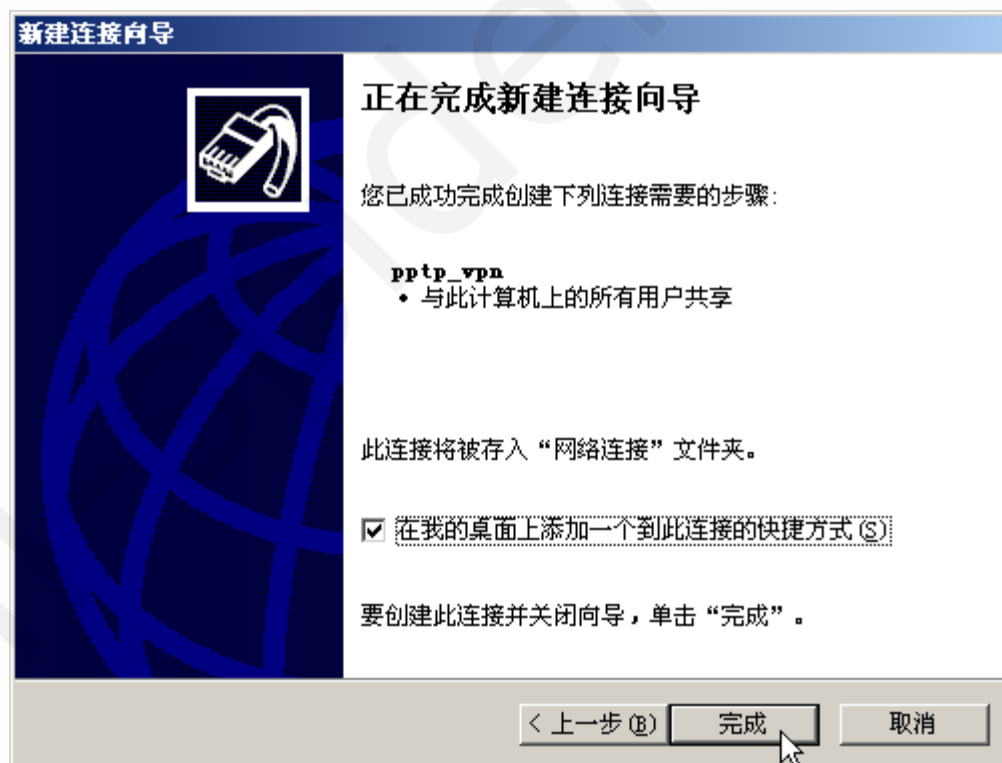 新建连接向导
正在完成新建连接向导
您已成功完成创建下列连接需要的步骤:
pptp_vpn
• 与此计算机上的所有用户共享
此连接将被存入“网络连接”文件夹。
在我的桌面上添加一个到此连接的快捷方式(S)
要创建此连接并关闭向导，单击“完成”。
< 上一步(B) 完成 取消